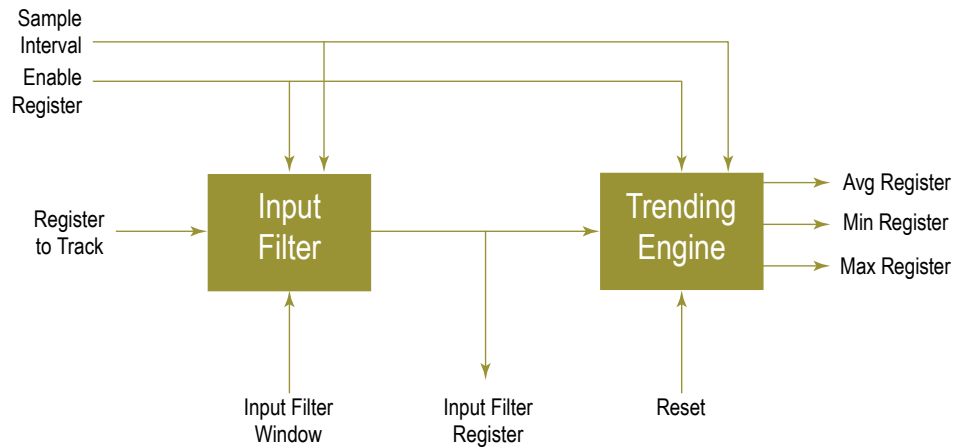 Sample
Interval
Enable
Register
Register
to Track
Input
Filter
Trending
Engine
Avg Register
Min Register
Max Register
Input Filter
Window
Input Filter
Register
Reset